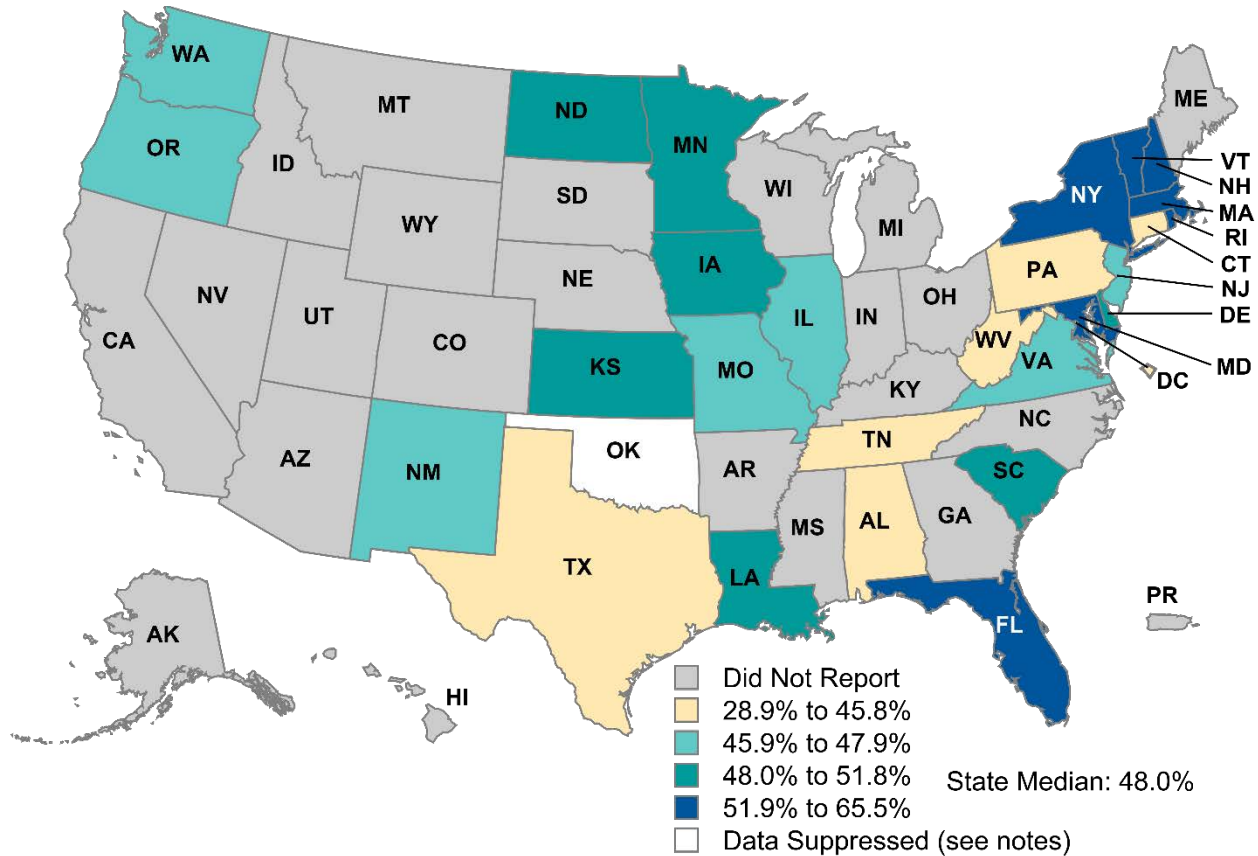 WA
MT
ND
MN
ME
OR
ID
SD
WI
MI
NY
VT
NH
MA
RI
CT
NJ
DE
MD
DC
WY
IA
PA
NE
NV
UT
CO
IL
IN
OH
WV
VA
CA
KS
MO
KY
AZ
NM
OK
AR
TN
NC
SC
MS
AL
GA
TX
LA
FL
PR
AK
HI
Did Not Report
28.9% to 45.8%
45.9% to 47.9%
48.0% to 51.8%
State Median: 48.0%
51.9% to 65.5%
Data Suppressed (see notes)